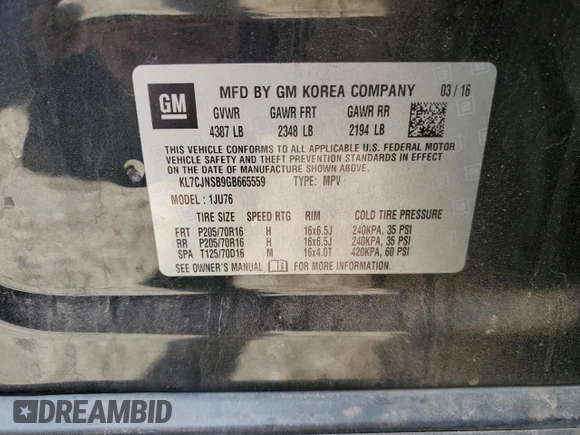 GM
MFD BY GM KOREA COMPANY 03 / 16
GVWR GAWR FRT GAWR RR
4387 LB 2348 LB 2194 LB
THIS VEHICLE CONFORMS TO ALL APPLICABLE U.S. FEDERAL MOTOR
VEHICLE SAFETY AND THEFT PREVENTION STANDARDS IN EFFECT
ON THE DATE OF MANUFACTURE SHOWN ABOVE.
KL7CJNSB9GB665559 TYPE: MPV
MODEL : 1JU76
TIRE SIZE SPEED RTG RIM COLD TIRE PRESSURE
FRT P205/70R16 H 16x6.5J 240KPA, 35 PSI
RR P205/70R16 H 16x6.5J 240KPA, 35 PSI
SPA T125/70D16 M 16x4.0T 420KPA, 60 PSI
SEE OWNER'S MANUAL FOR MORE INFORMATION
DREAMBID